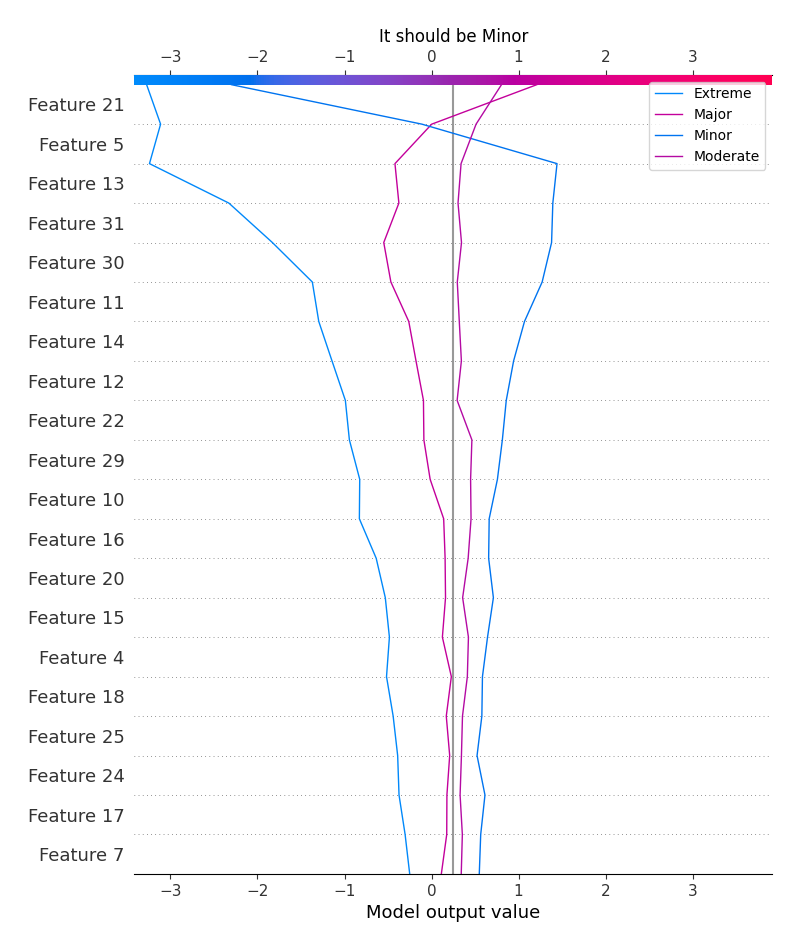 It should be Minor
−3 −2 −1 0 1 2 3
Extreme
Major
Minor
Moderate
Feature 21
Feature 5
Feature 13
Feature 31
Feature 30
Feature 11
Feature 14
Feature 12
Feature 22
Feature 29
Feature 10
Feature 16
Feature 20
Feature 15
Feature 4
Feature 18
Feature 25
Feature 24
Feature 17
Feature 7
−3 −2 −1 0 1 2 3
Model output value